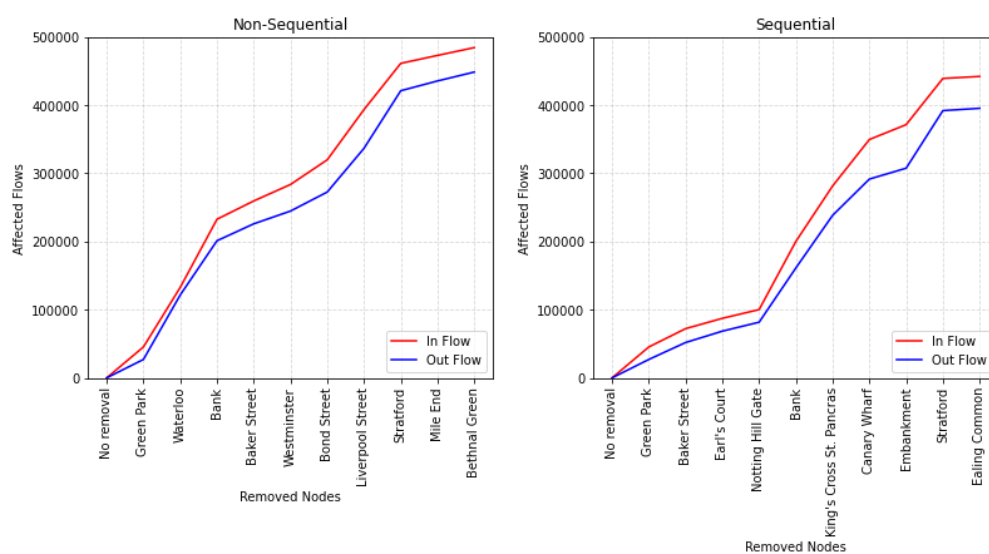 Non-Sequential
Affected Flows
500000
400000
300000
200000
100000
0
In Flow
Out Flow
No removal
Green Park
Waterloo
Bank
Baker Street
Westminster
Bond Street
Liverpool Street
Stratford
Mile End
Bethnal Green
Removed Nodes
Sequential
Affected Flows
500000
400000
300000
200000
100000
0
In Flow
Out Flow
No removal
Green Park
Baker Street
Earl's Court
Notting Hill Gate
Bank
King's Cross St. Pancras
Canary Wharf
Embankment
Stratford
Ealing Common
Removed Nodes